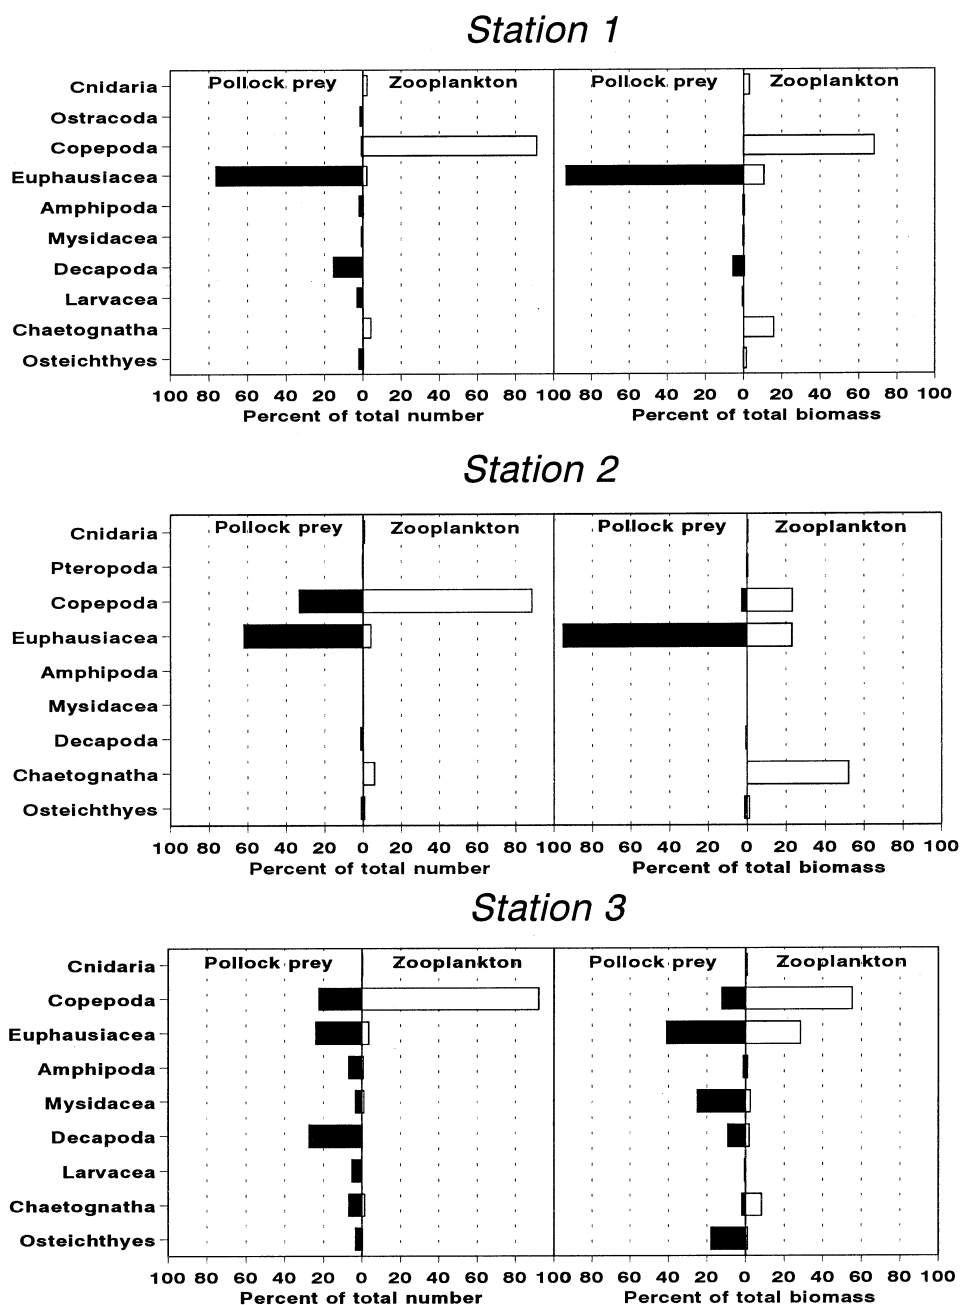 Station 1
Pollock prey Zooplankton Pollock prey Zooplankton
Cnidaria
Ostracoda
Copepoda
Euphausiacea
Amphipoda
Mysidacea
Decapoda
Larvacea
Chaetognatha
Osteichthyes
100 80 60 40 20 0 20 40 60 80 100 80 60 40 20 0 20 40 60 80 100
Percent of total number Percent of total biomass
Station 2
Pollock prey Zooplankton Pollock prey Zooplankton
Cnidaria
Pteropoda
Copepoda
Euphausiacea
Amphipoda
Mysidacea
Decapoda
Chaetognatha
Osteichthyes
100 80 60 40 20 0 20 40 60 80 100 80 60 40 20 0 20 40 60 80 100
Percent of total number Percent of total biomass
Station 3
Pollock prey Zooplankton Pollock prey Zooplankton
Cnidaria
Copepoda
Euphausiacea
Amphipoda
Mysidacea
Decapoda
Larvacea
Chaetognatha
Osteichthyes
100 80 60 40 20 0 20 40 60 80 100 80 60 40 20 0 20 40 60 80 100
Percent of total number Percent of total biomass